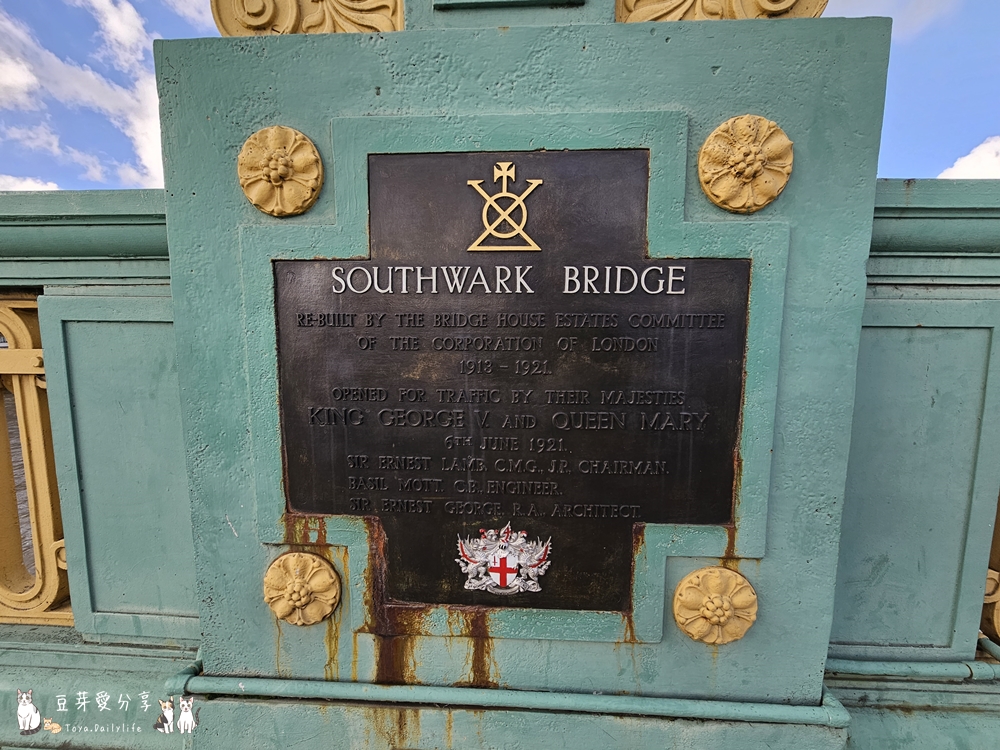 SOUTHWARK BRIDGE
RE-BUILT BY THE BRIDGE HOUSE ESTATES COMMITTEE
OF THE CORPORATION OF LONDON
1913 - 1921.
OPENED FOR TRAFFIC BY THEIR MAJESTIES
KING GEORGE V. AND QUEEN MARY
6TH JUNE 1921.
SIR ERNEST LAMB, C.M.G., J.P., CHAIRMAN.
BASIL MOTT, C.B., ENGINEER.
SIR ERNEST GEORGE, R.A., ARCHITECT.
豆芽愛分享
Toya.Dailylife